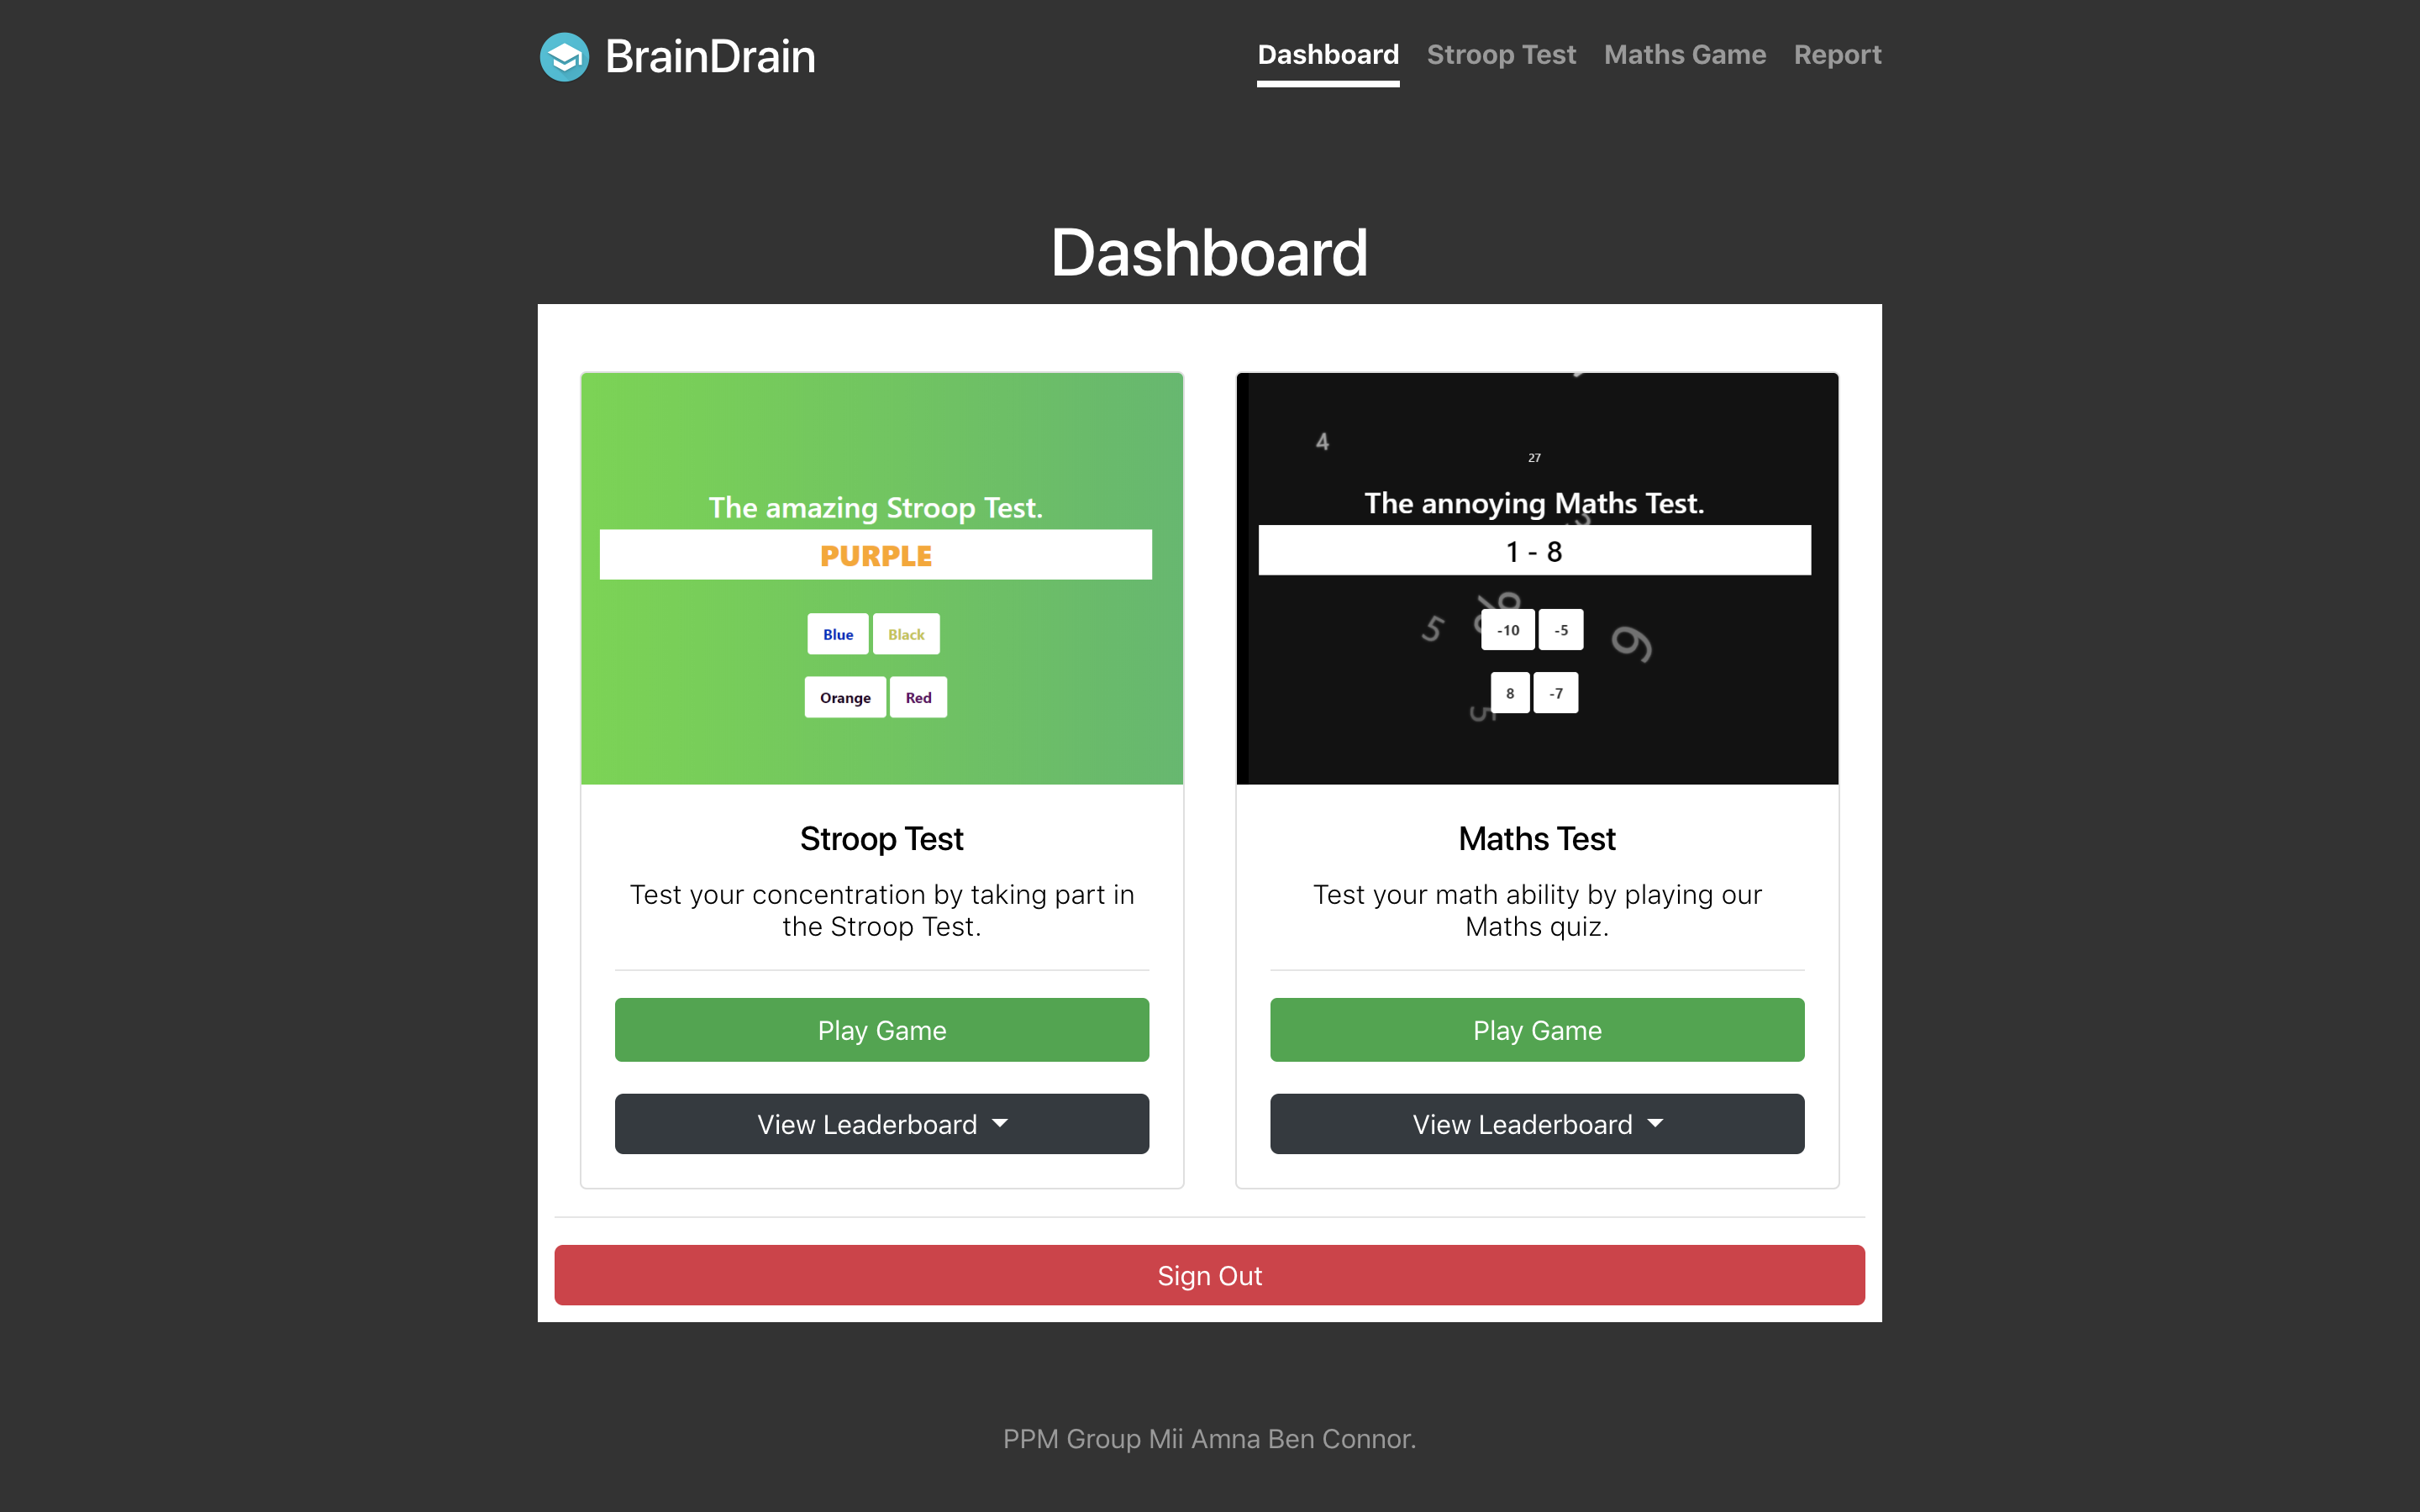 BrainDrain
Dashboard Stroop Test Maths Game Report
Dashboard
The amazing Stroop Test.
PURPLE
Blue Black
Orange Red
4
27
The annoying Maths Test.
3
1 - 8
5 % 9
-10 -5
8 -7
5
Stroop Test
Test your concentration by taking part in
the Stroop Test.
Play Game
View Leaderboard
Maths Test
Test your math ability by playing our
Maths quiz.
Play Game
View Leaderboard
Sign Out
PPM Group Mii Amna Ben Connor.